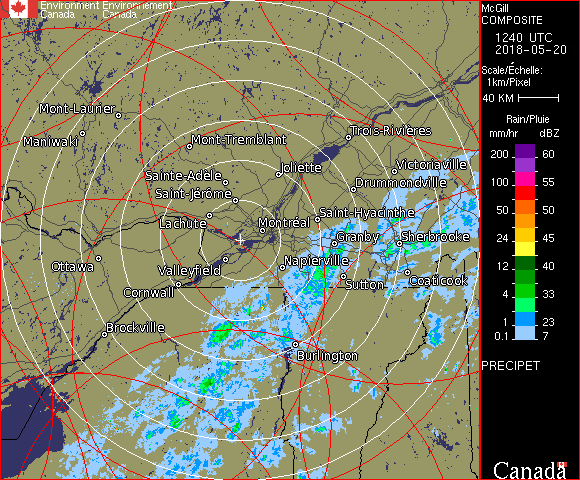 Environment Environnement
Canada Canada
McGill
COMPOSITE
1240 UTC
2018-05-20
Scale/Échelle:
1km/Pixel
40 KM
Rain/Pluie
mm/hr dBZ
200 60
100 55
50 50
24 45
12 40
4 33
1 23
0.1 7
PRECIPET
Canada
Mont-Laurier
Maniwaki
Mont-Tremblant
Trois-Rivières
Sainte-Adèle
Joliette
Victoriaville
Saint-Jérôme
Drummondville
Lachute
Montréal
Saint-Hyacinthe
Granby
Sherbrooke
Ottawa
Valleyfield
Napierville
Cornwall
Sutton
Coaticook
Brockville
Burlington